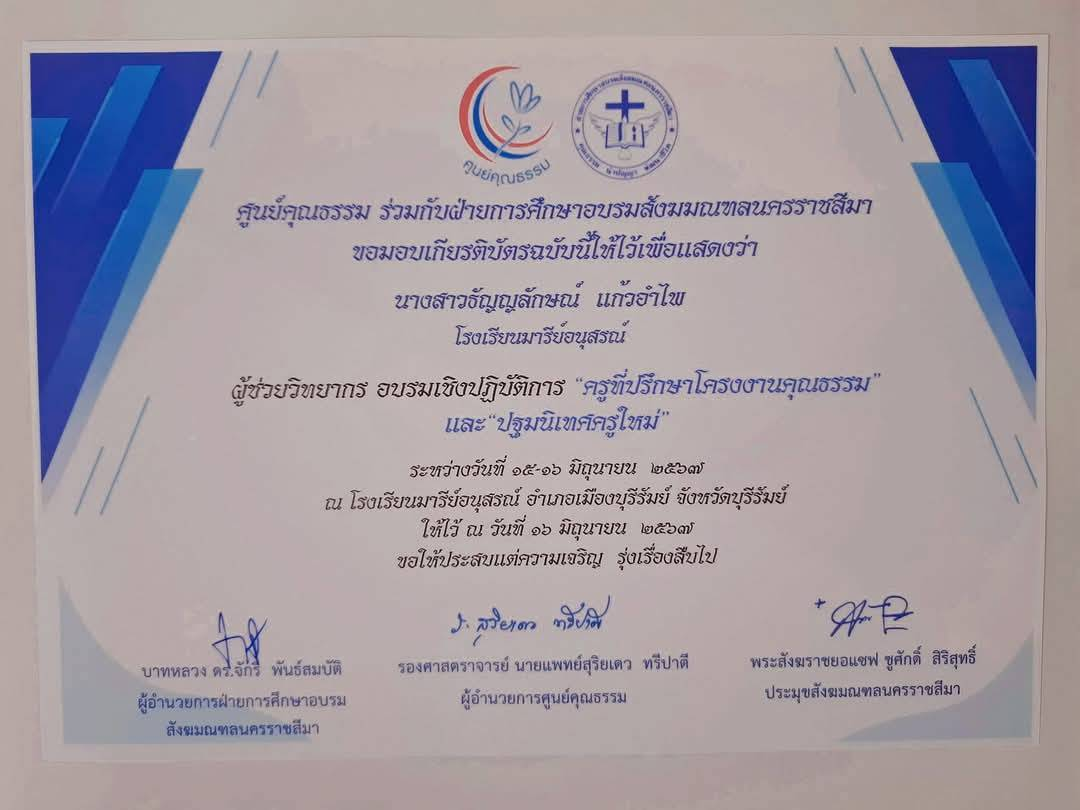 ศูนย์คุณธรรม
ศูนย์คุณธรรม ร่วมกับฝ่ายการศึกษาอบรมสังฆมณฑลนครราชสีมา
ขอมอบเกียรติบัตรฉบับนี้ให้ไว้เพื่อแสดงว่า
นางสาวธัญญลักษณ์ แก้วอำไพ
โรงเรียนมารีย์อนุสรณ์
ผู้ช่วยวิทยากร อบรมเชิงปฏิบัติการ "ครูที่ปรึกษาโครงงานคุณธรรม"
และ"ปฐมนิเทศครูใหม่"
ระหว่างวันที่ ๑๕-๑๖ มิถุนายน ๒๕๖๗
ณ โรงเรียนมารีย์อนุสรณ์ อำเภอเมืองบุรีรัมย์ จังหวัดบุรีรัมย์
ให้ไว้ ณ วันที่ ๑๖ มิถุนายน ๒๕๖๗
ขอให้ประสบแต่ความเจริญ รุ่งเรื่องสืบไป
บาทหลวง ดร.จักรี พันธ์สมบัติ
ผู้อำนวยการฝ่ายการศึกษาอบรม
สังฆมณฑลนครราชสีมา
รองศาสตราจารย์ นายแพทย์สุริยเดว ทรีปาตี
ผู้อำนวยการศูนย์คุณธรรม
พระสังฆราชยอแซฟ ชูศักดิ์ สิริสุทธิ์
ประมุขสังฆมณฑลนครราชสีมา